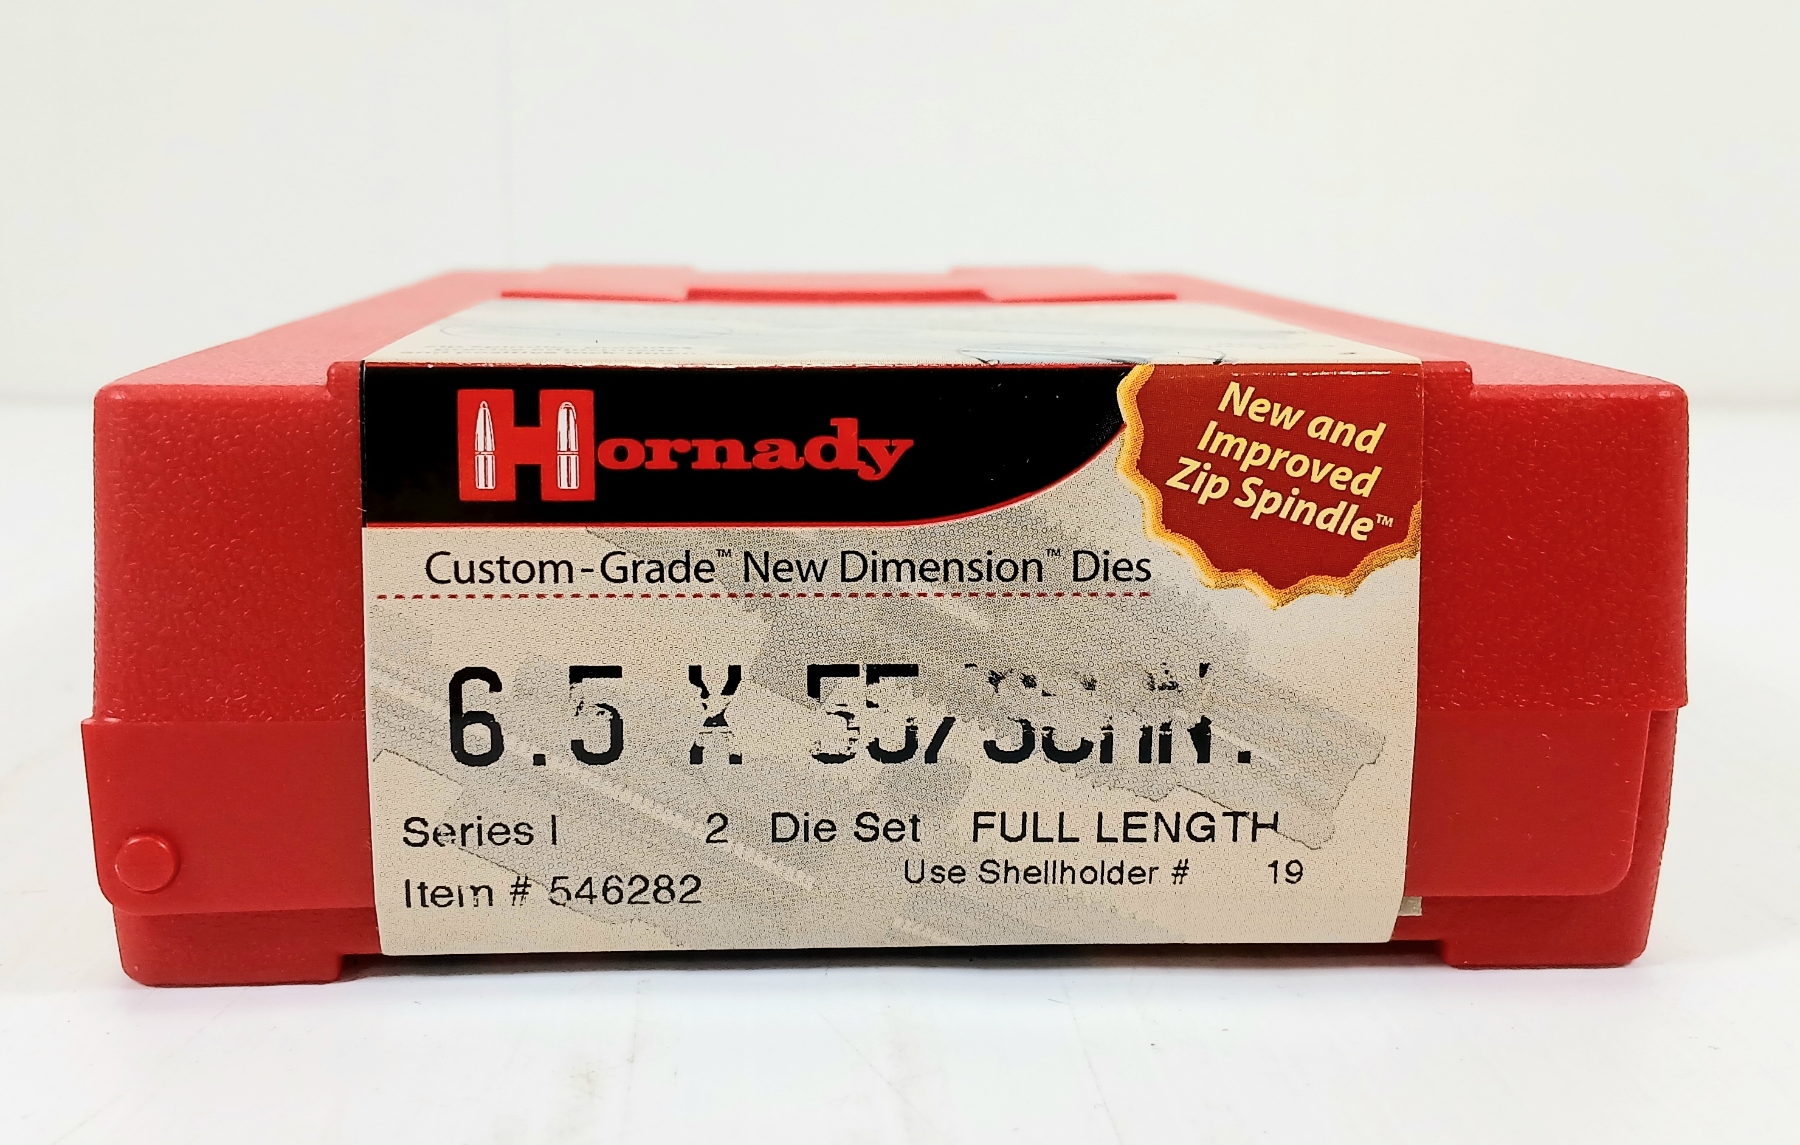 Hornady
New and
Improved
Zip Spindle™
Custom-Grade™ New Dimension™ Dies
6.5 X 55/
Series I 2 Die Set FULL LENGTH
Use Shellholder # 19
Item # 546282